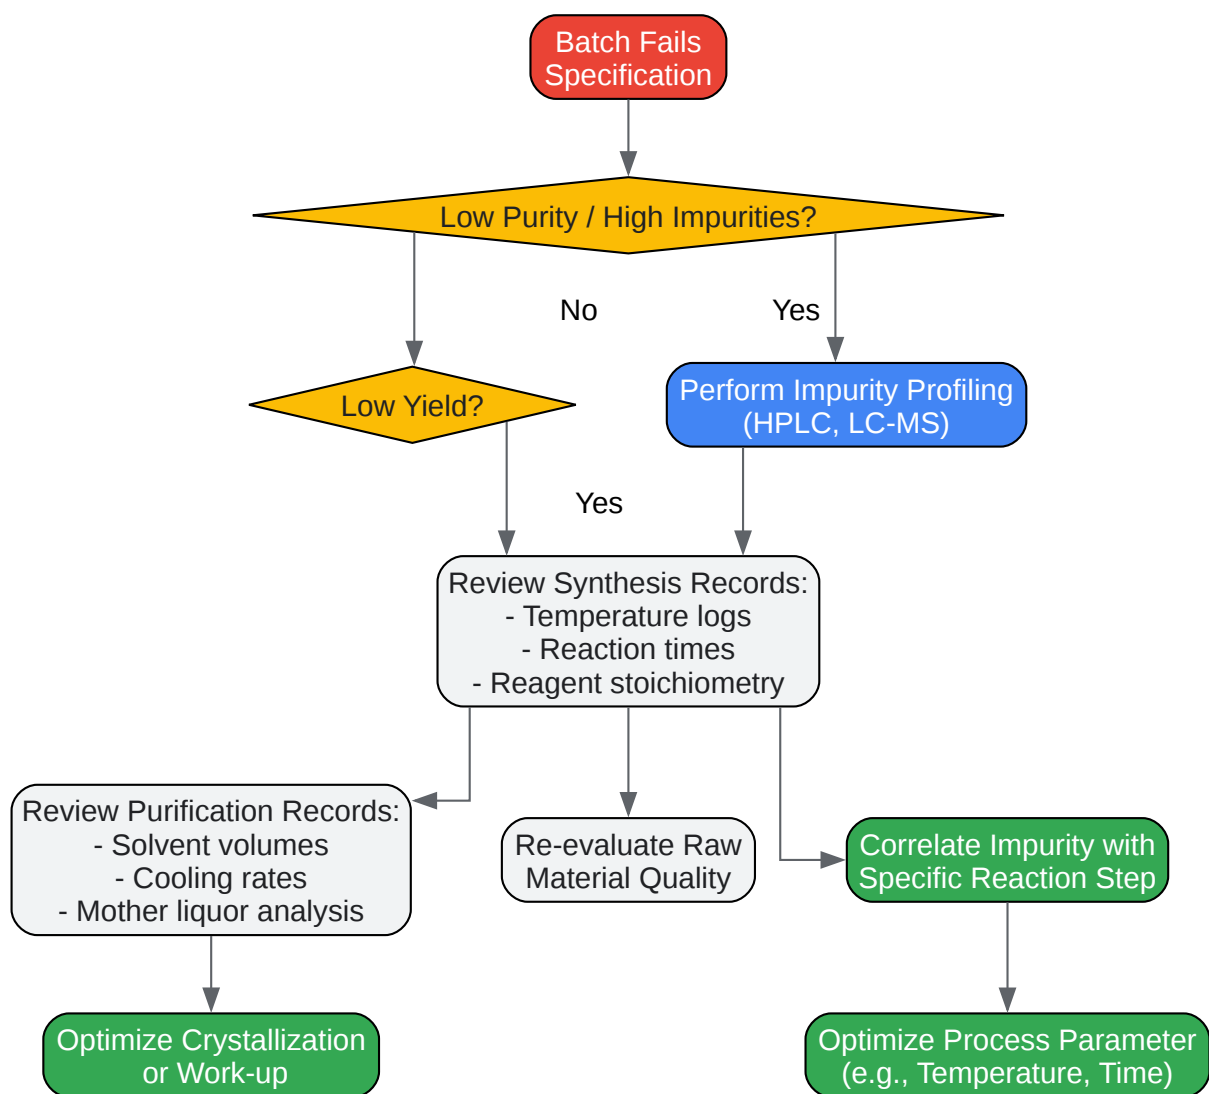 Batch Fails
Specification
Low Purity / High Impurities?
No
Yes
Low Yield?
Perform Impurity Profiling
(HPLC, LC-MS)
Yes
Review Synthesis Records:
- Temperature logs
- Reaction times
- Reagent stoichiometry
Review Purification Records:
- Solvent volumes
- Cooling rates
- Mother liquor analysis
Re-evaluate Raw
Material Quality
Correlate Impurity with
Specific Reaction Step
Optimize Crystallization
or Work-up
Optimize Process Parameter
(e.g., Temperature, Time)